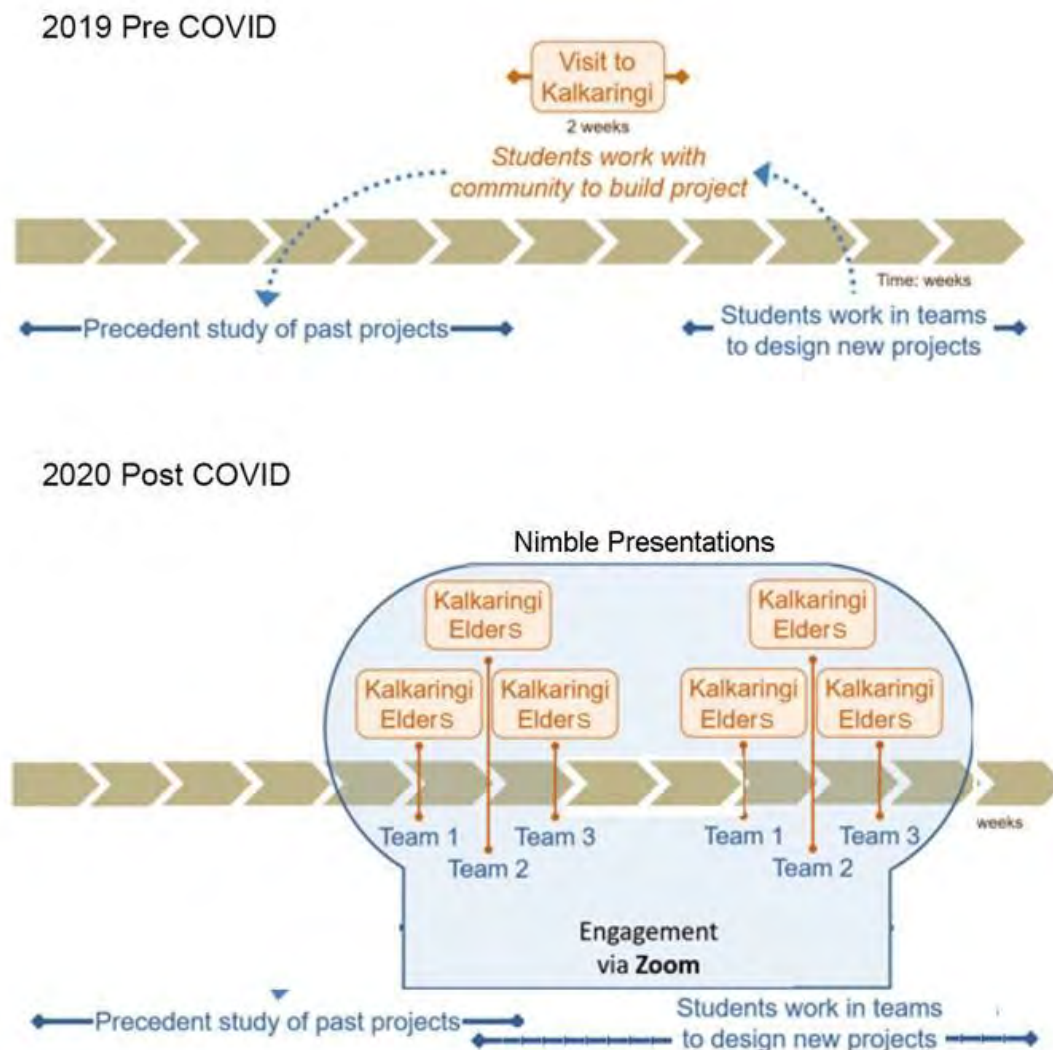 2019 Pre COVID
Visit to
Kalkaringi
2 weeks
Students work with
community to build project
Time: weeks
Precedent study of past projects
Students work in teams
to design new projects
2020 Post COVID
Nimble Presentations
Kalkaringi
Elders
Kalkaringi
Elders
Kalkaringi
Elders
Kalkaringi
Elders
Kalkaringi
Elders
Kalkaringi
Elders
weeks
Team 1
Team 3
Team 1
Team 3
Team 2
Team 2
Engagement
via Zoom
Precedent study of past projects
Students work in teams
to design new projects